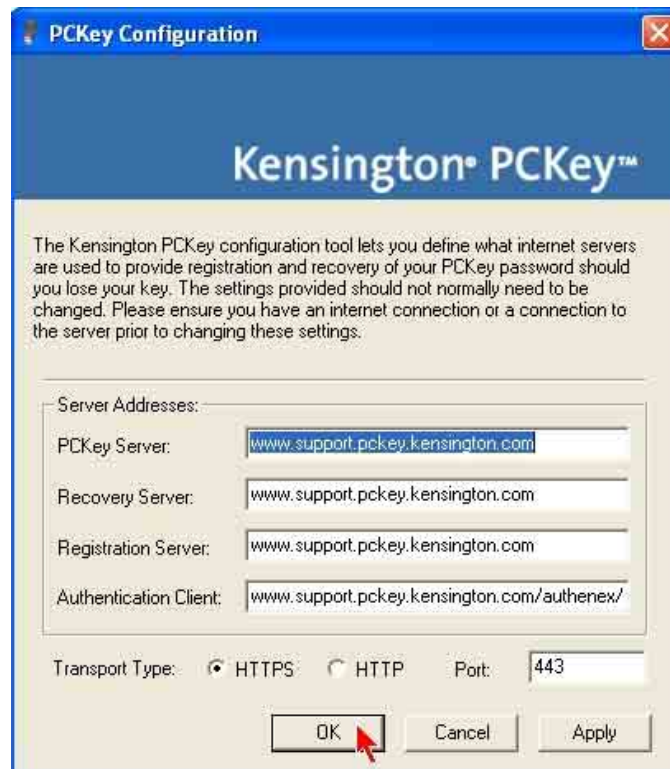 PCKey Configuration
Kensington® PCKey™
The Kensington PCKey configuration tool lets you define what internet servers
are used to provide registration and recovery of your PCKey password should
you lose your key. The settings provided should not normally need to be
changed. Please ensure you have an internet connection or a connection to
the server prior to changing these settings.
Server Addresses:
PCKey Server: www.support.pckey.kensington.com
Recovery Server: www.support.pckey.kensington.com
Registration Server: www.support.pckey.kensington.com
Authentication Client: www.support.pckey.kensington.com/authenex/
Transport Type: HTTPS HTTP Port: 443
OK Cancel Apply